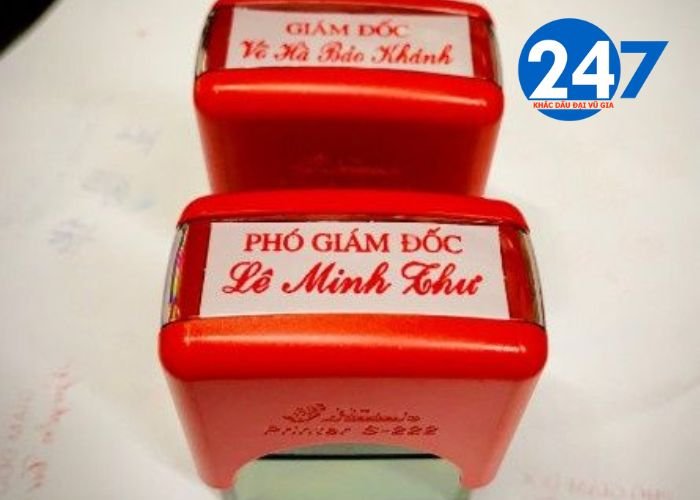 GIÁM ĐỐC
Võ Hà Bảo Khánh
247
KHẮC DẤU ĐẠI VŨ GIA
PHÓ GIÁM ĐỐC
Lê Minh Thư
Printer S-222